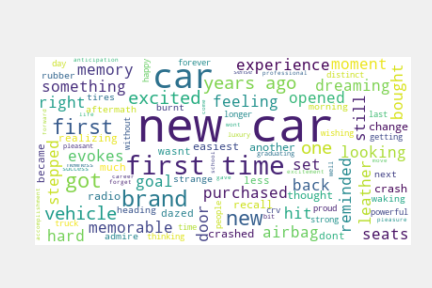 day anticipation forever experience moment
rubber memory car sense professional distinct bought
something happy years ago dreaming
right tires excited feeling opened morning still
aftermath burnt longer last change
realizing new car wishing getting
first without easiest another one looking
pleasant wasnt luxury
evokes much first time set graduating
stepped became got career forget goal strange less back reminded next crash
radio brand purchased thought leather waking
vehicle heading dazed people new recall crv hit proud strong powerful
memorable door bit pleasure
truck admire time crashed airbag dont seats
hard thinking
accomplishment